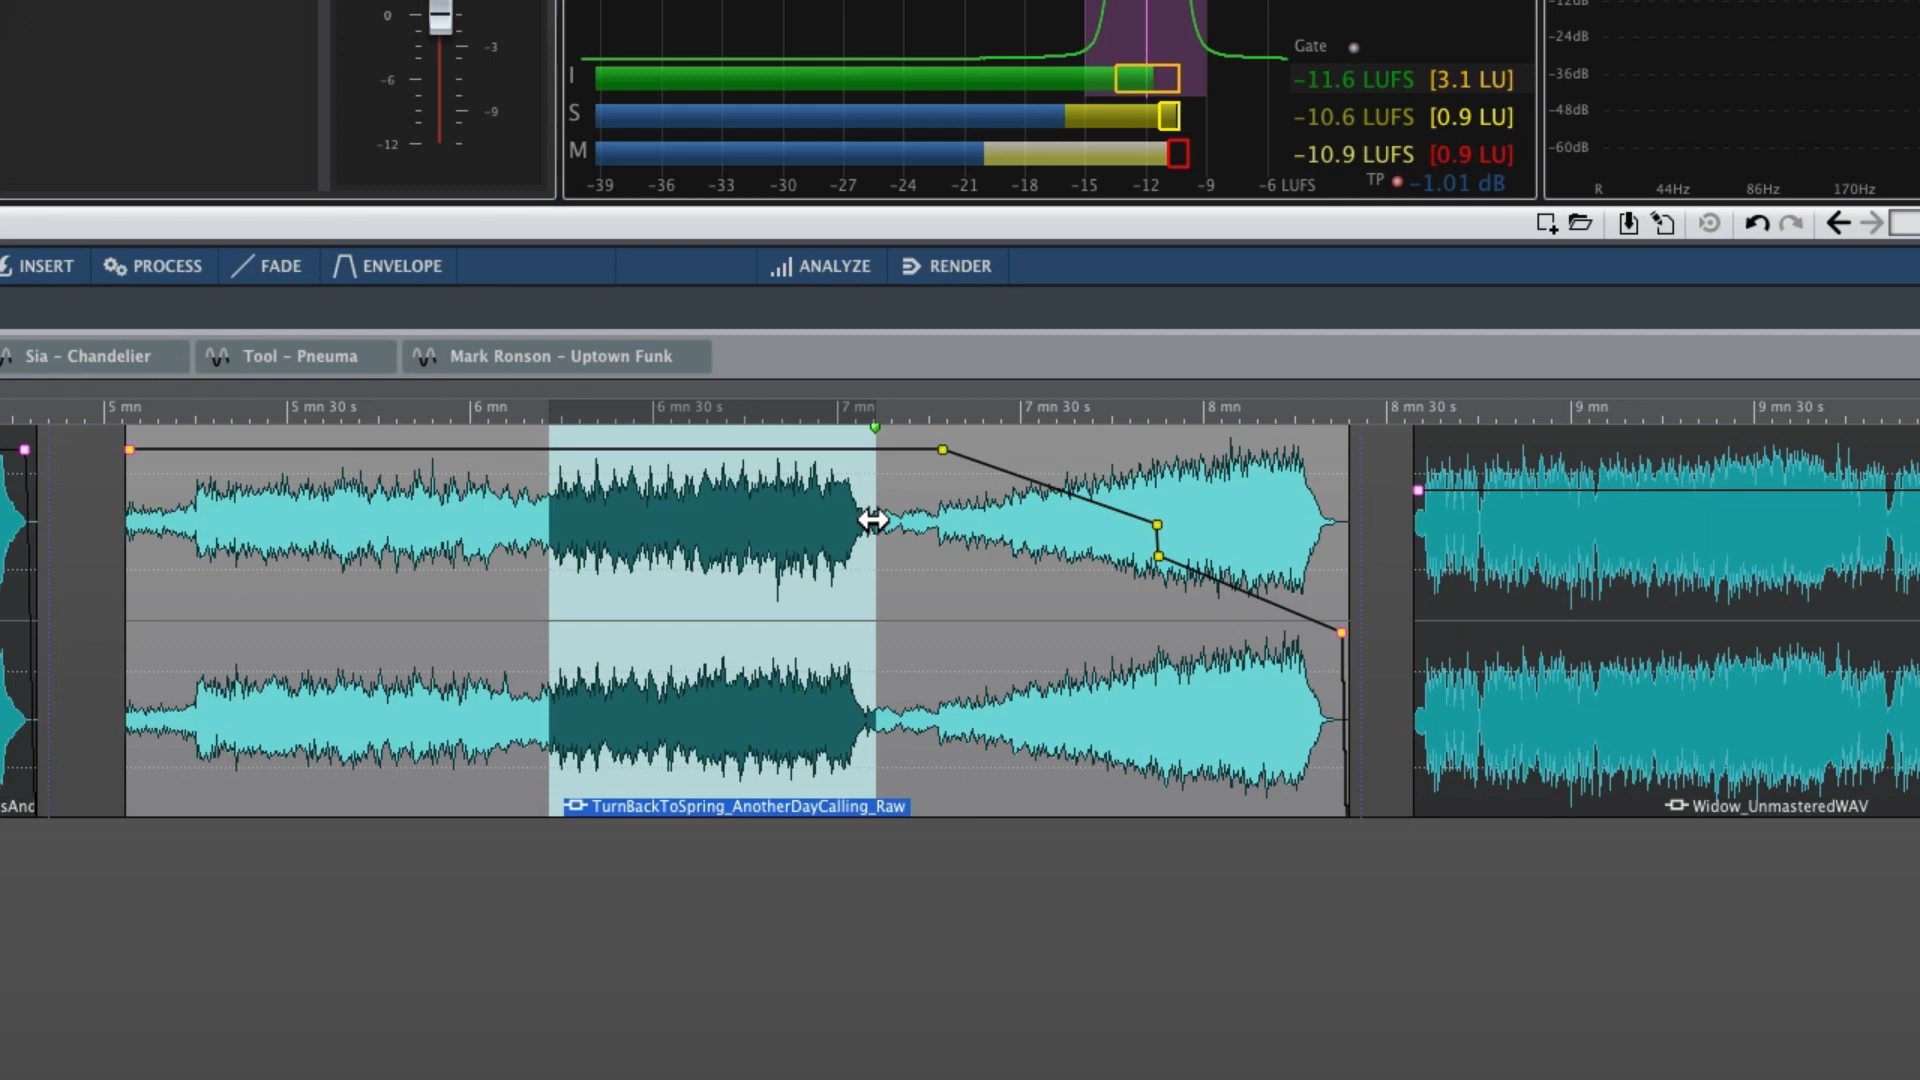 0
-3
-6
-9
-12
I
S
M
-39 -36 -33 -30 -27 -24 -21 -18 -15 -12 -9 -6 LUFS
Gate
-11.6 LUFS [3.1 LU]
-10.6 LUFS [0.9 LU]
-10.9 LUFS [0.9 LU]
TP -1.01 dB
-12dB
-24dB
-36dB
-48dB
-60dB
R 44Hz 86Hz 170Hz
INSERT PROCESS FADE ENVELOPE ANALYZE RENDER
Sia - Chandelier Tool - Pneuma Mark Ronson - Uptown Funk
5 mn 5 mn 30 s 6 mn 6 mn 30 s 7 mn 7 mn 30 s 8 mn 8 mn 30 s 9 mn 9 mn 30 s
sAnd TurnBackToSpring_AnotherDayCalling_Raw Widow_UnmasteredWAV